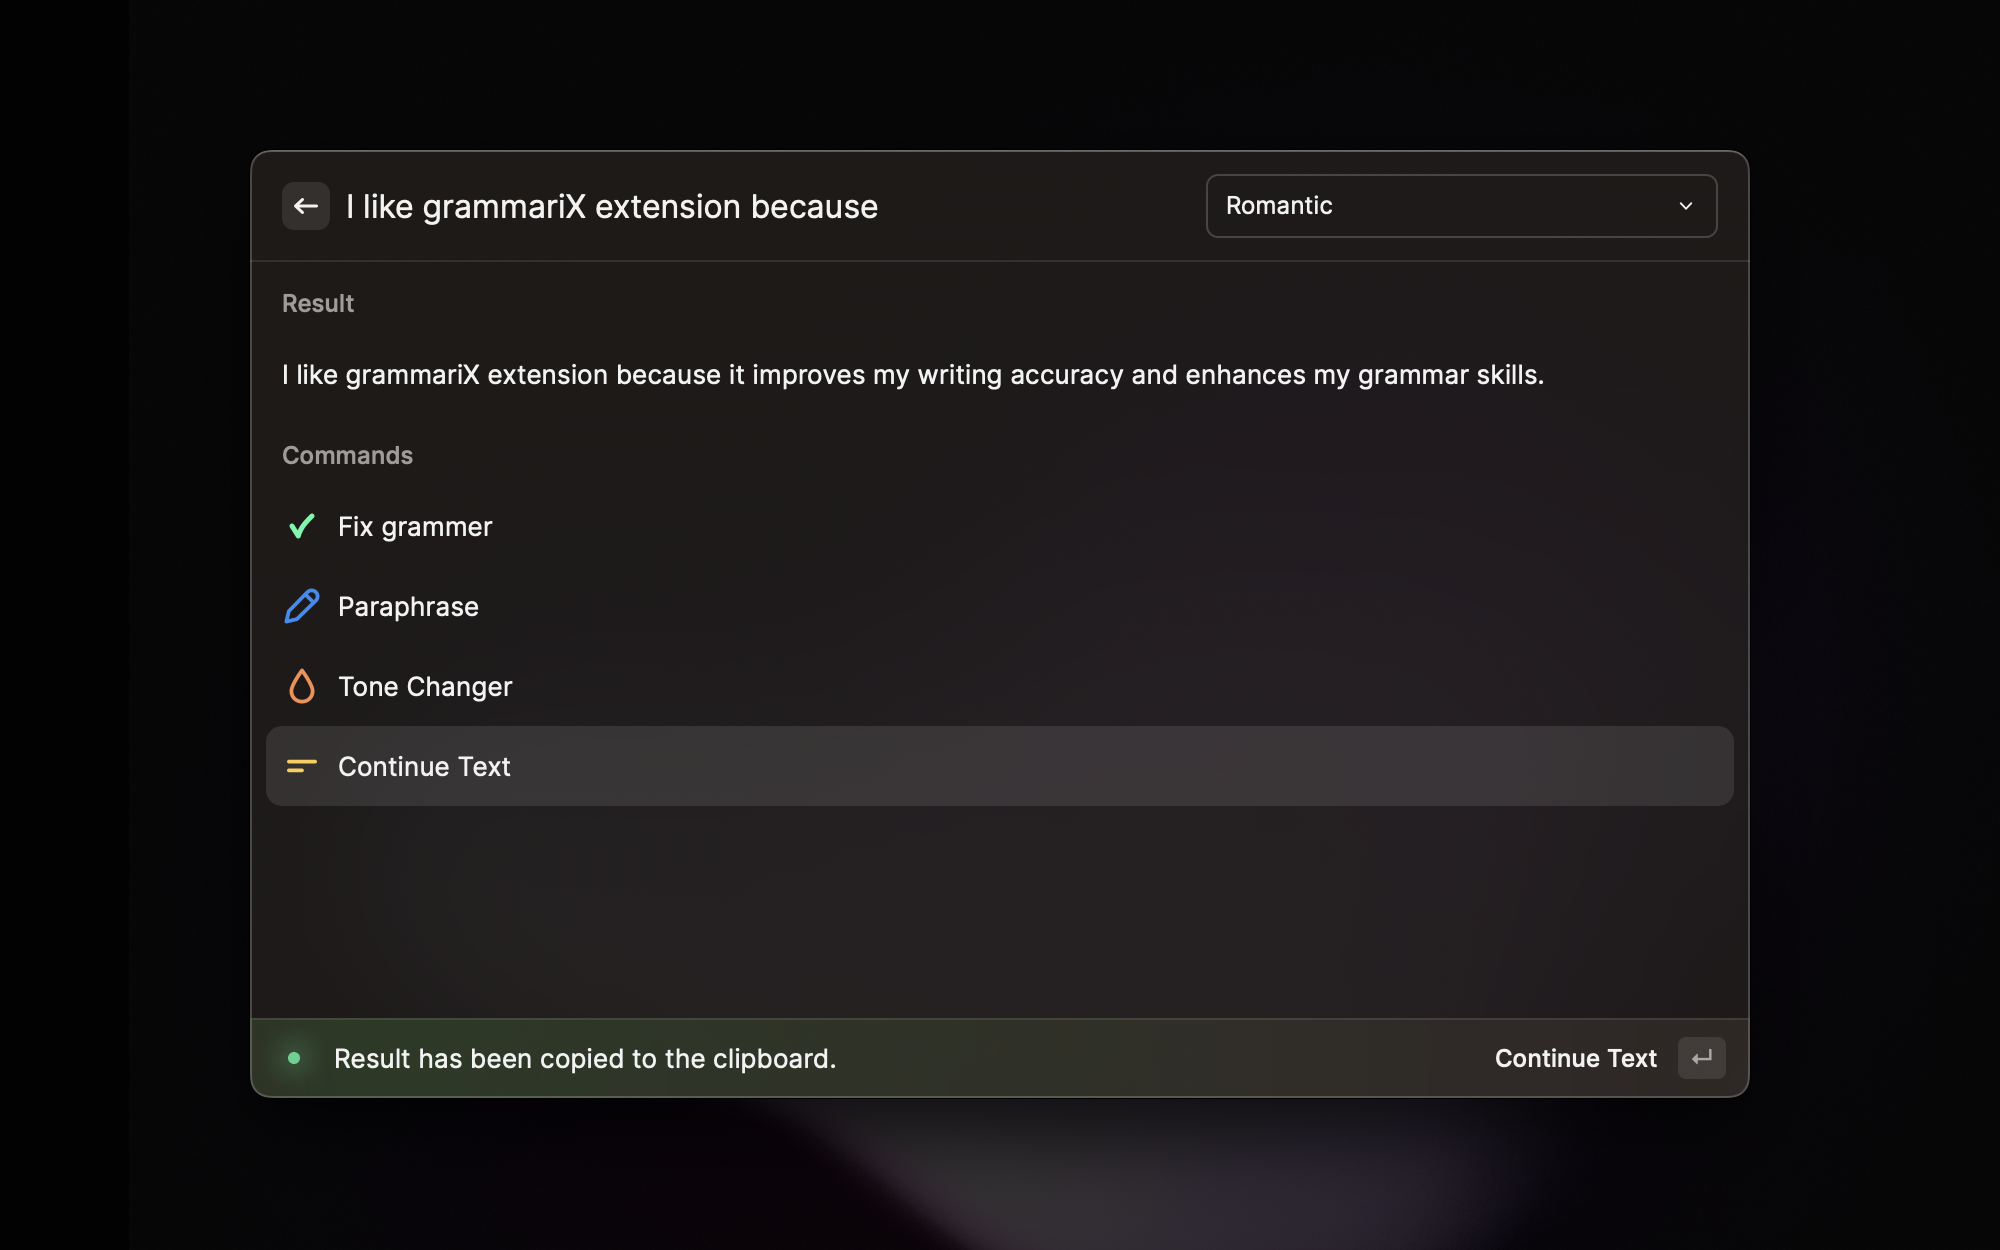 I like grammariX extension because
Romantic
Result
I like grammariX extension because it improves my writing accuracy and enhances my grammar skills.
Commands
Fix grammer
Paraphrase
Tone Changer
Continue Text
Result has been copied to the clipboard.
Continue Text